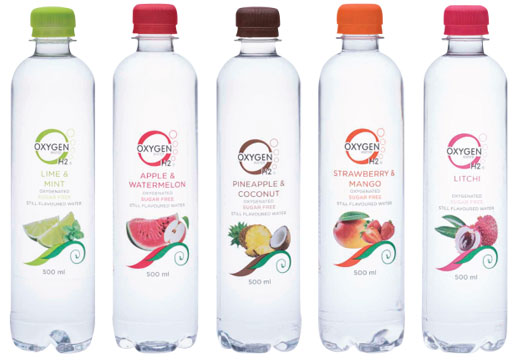 OXYGEN
H2
LIME &
MINT
OXYGENATED
SUGAR FREE
STILL FLAVOURED WATER
500 ml
OXYGEN
H2
APPLE &
WATERMELON
OXYGENATED
SUGAR FREE
STILL FLAVOURED WATER
500 ml
OXYGEN
H2
PINEAPPLE &
COCONUT
OXYGENATED
SUGAR FREE
STILL FLAVOURED WATER
500 ml
OXYGEN
H2
STRAWBERRY &
MANGO
OXYGENATED
SUGAR FREE
STILL FLAVOURED WATER
500 ml
OXYGEN
H2
LITCHI
OXYGENATED
SUGAR FREE
STILL FLAVOURED WATER
500 ml